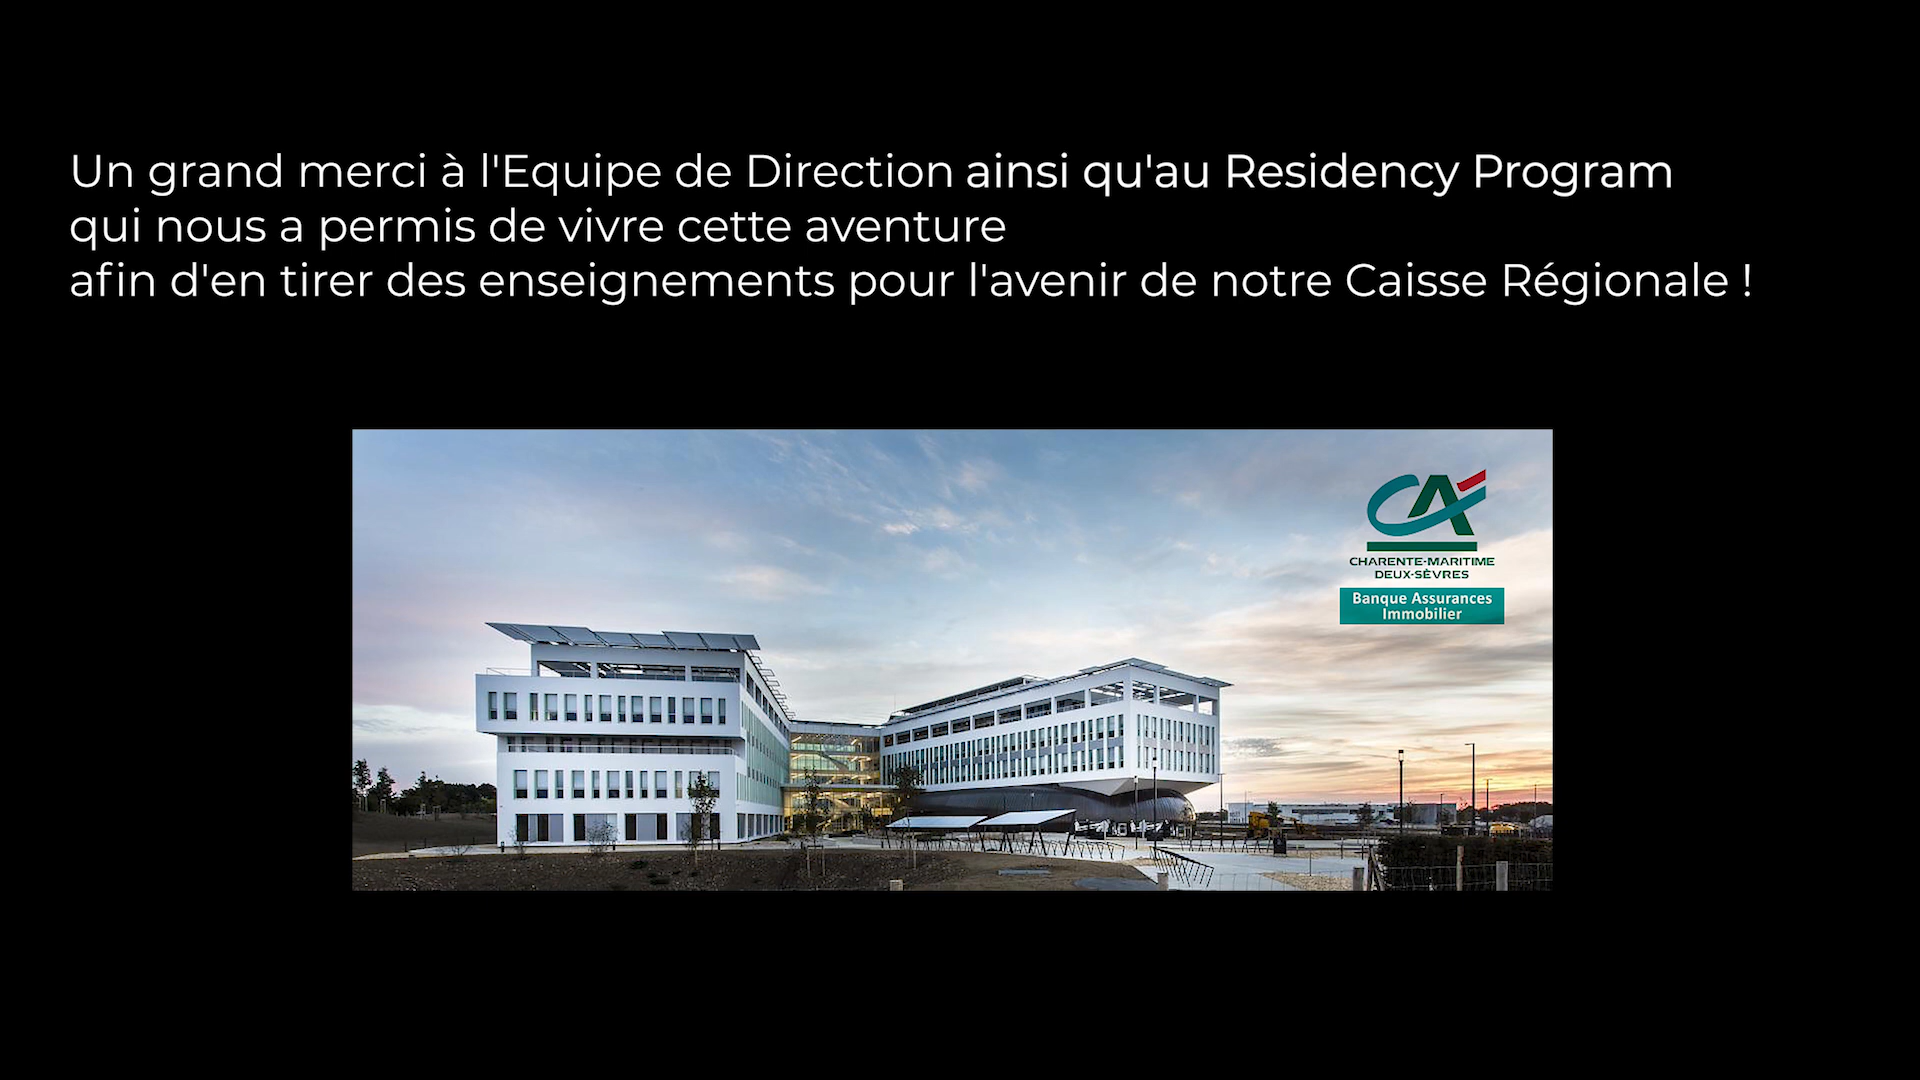 Un grand merci à l'Equipe de Direction ainsi qu'au Residency Program
qui nous a permis de vivre cette aventure
afin d'en tirer des enseignements pour l'avenir de notre Caisse Régionale !
CA
CHARENTE-MARITIME
DEUX-SÈVRES
Banque Assurances
Immobilier